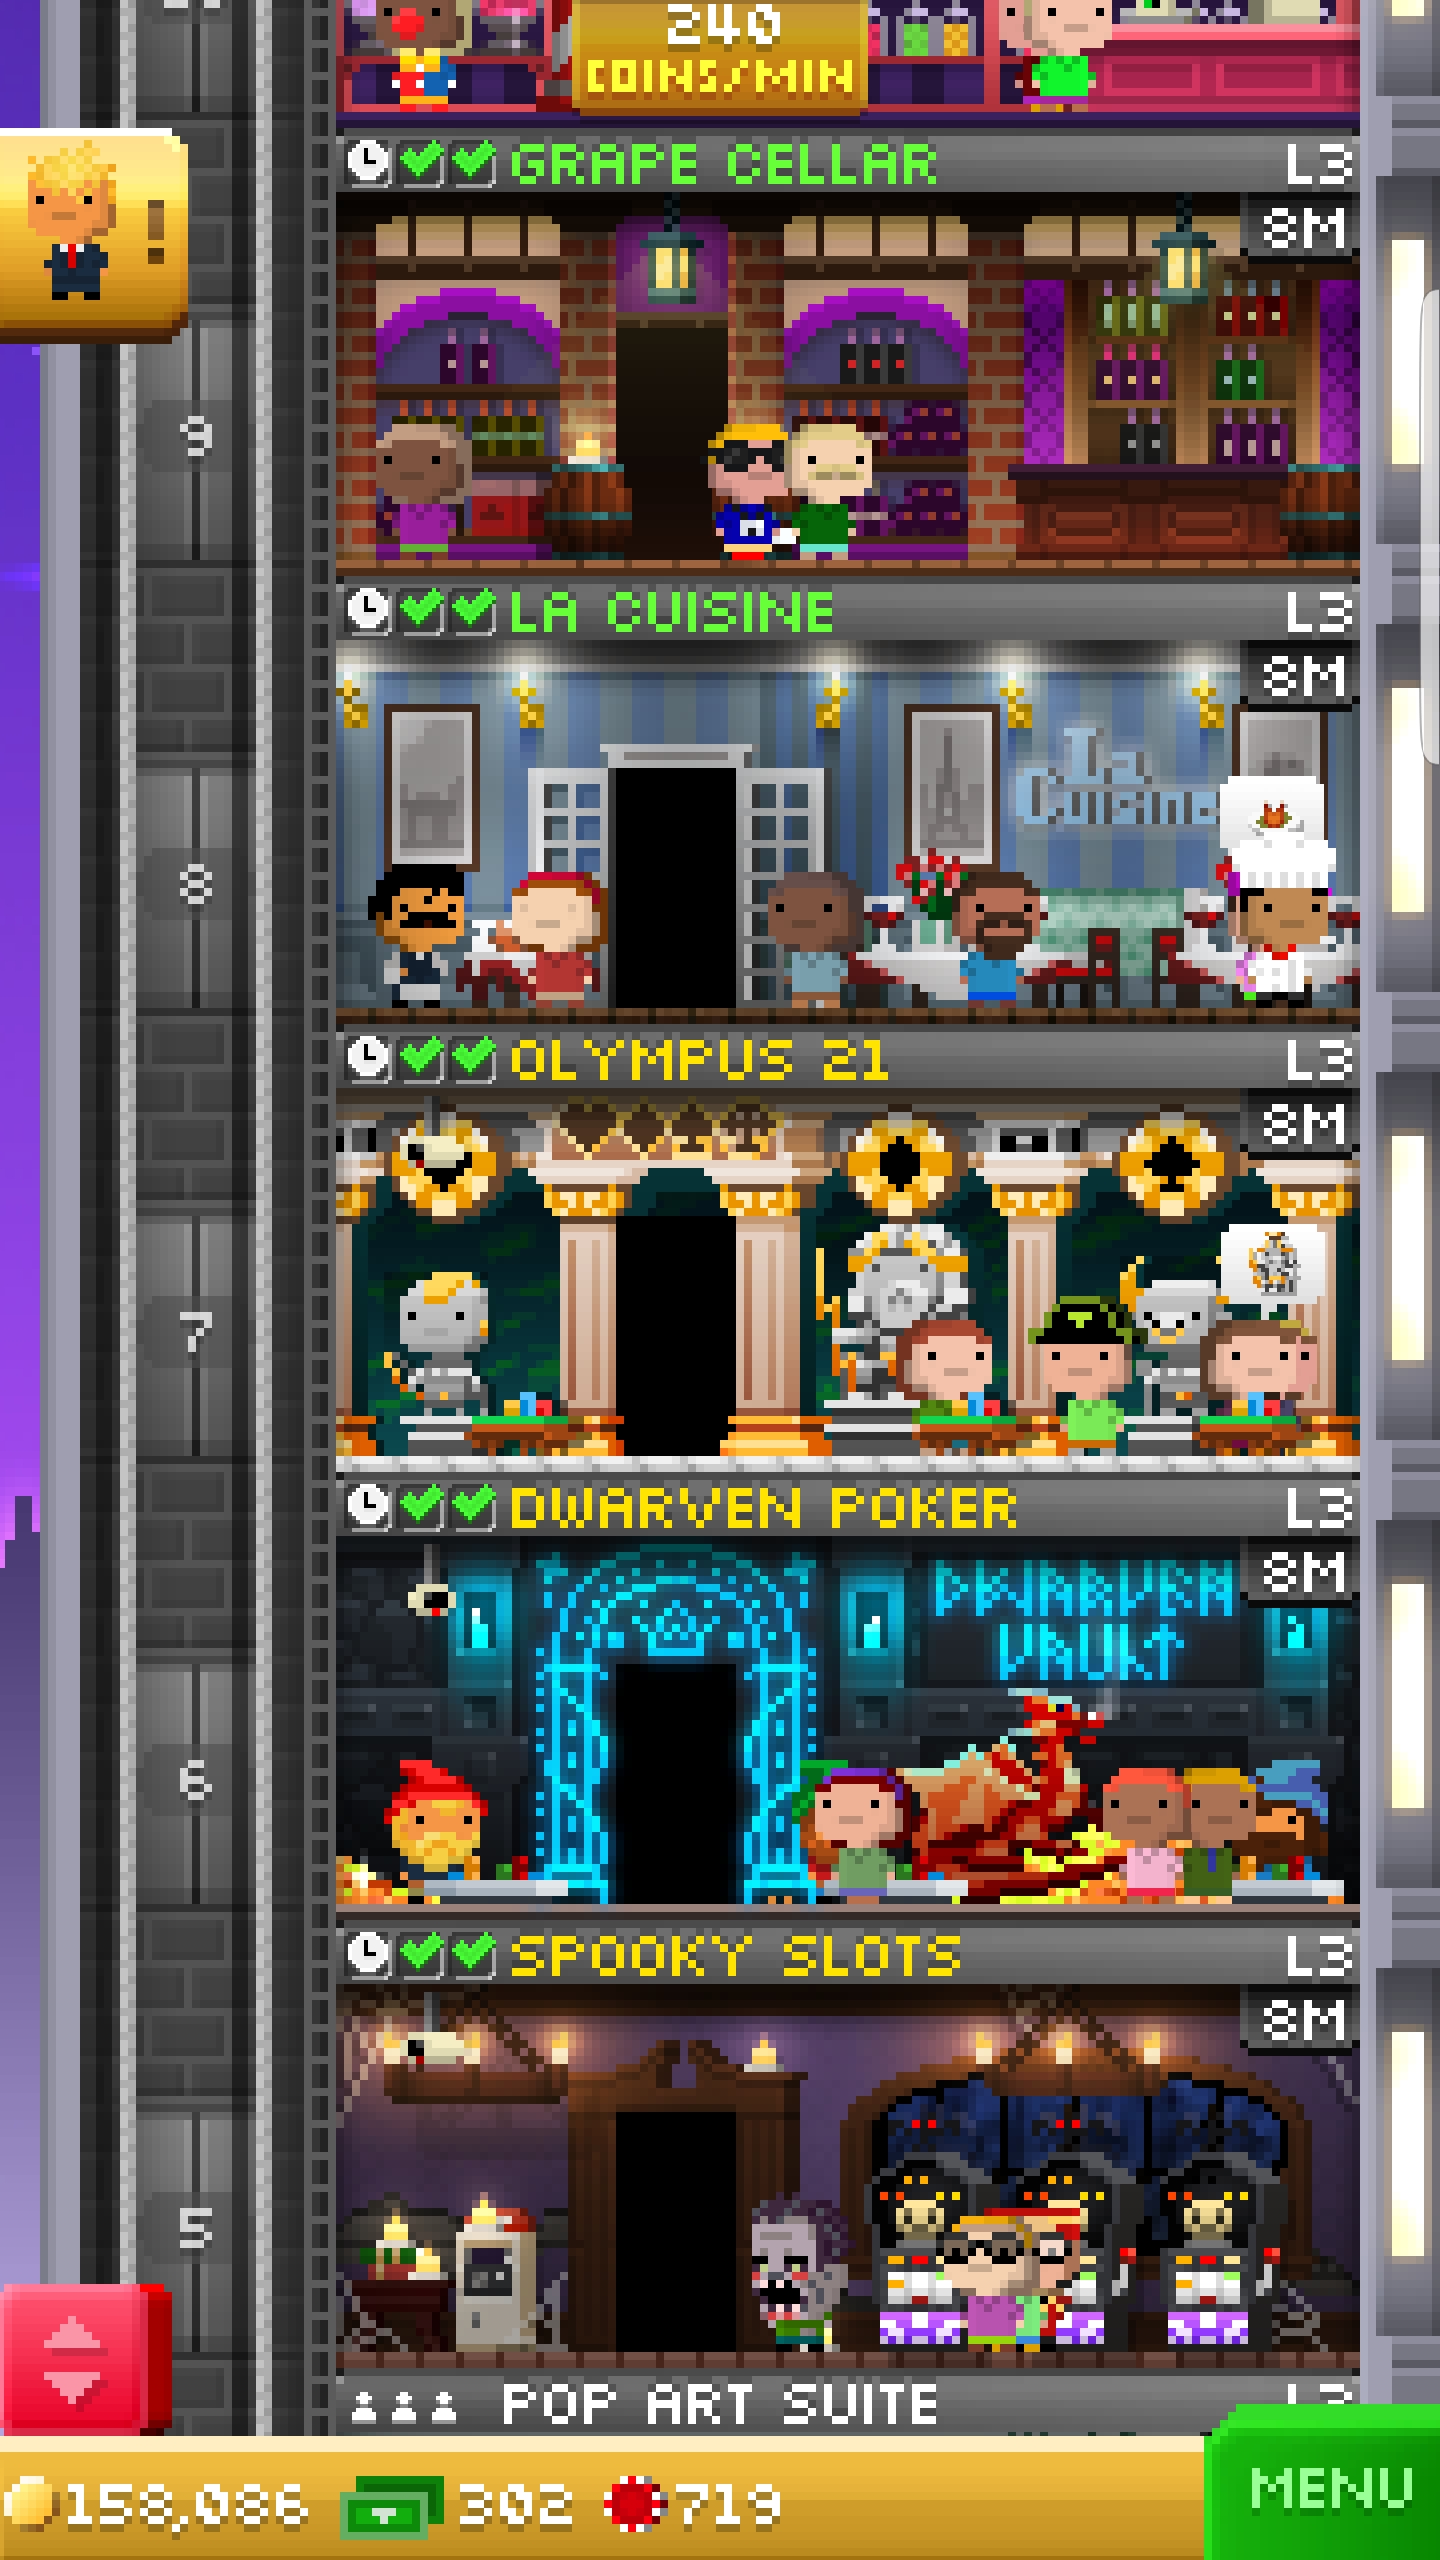 240
COINS/MIN
GRAPE CELLAR L3
8M
!
9
LA CUISINE L3
8M
La
Cuisine
8
OLYMPUS 21 L3
8M
7
DWARVEN POKER L3
8M
DWARVEN
VAULT
6
SPOOKY SLOTS L3
8M
5
POP ART SUITE L3
158,086 302 719
MENU